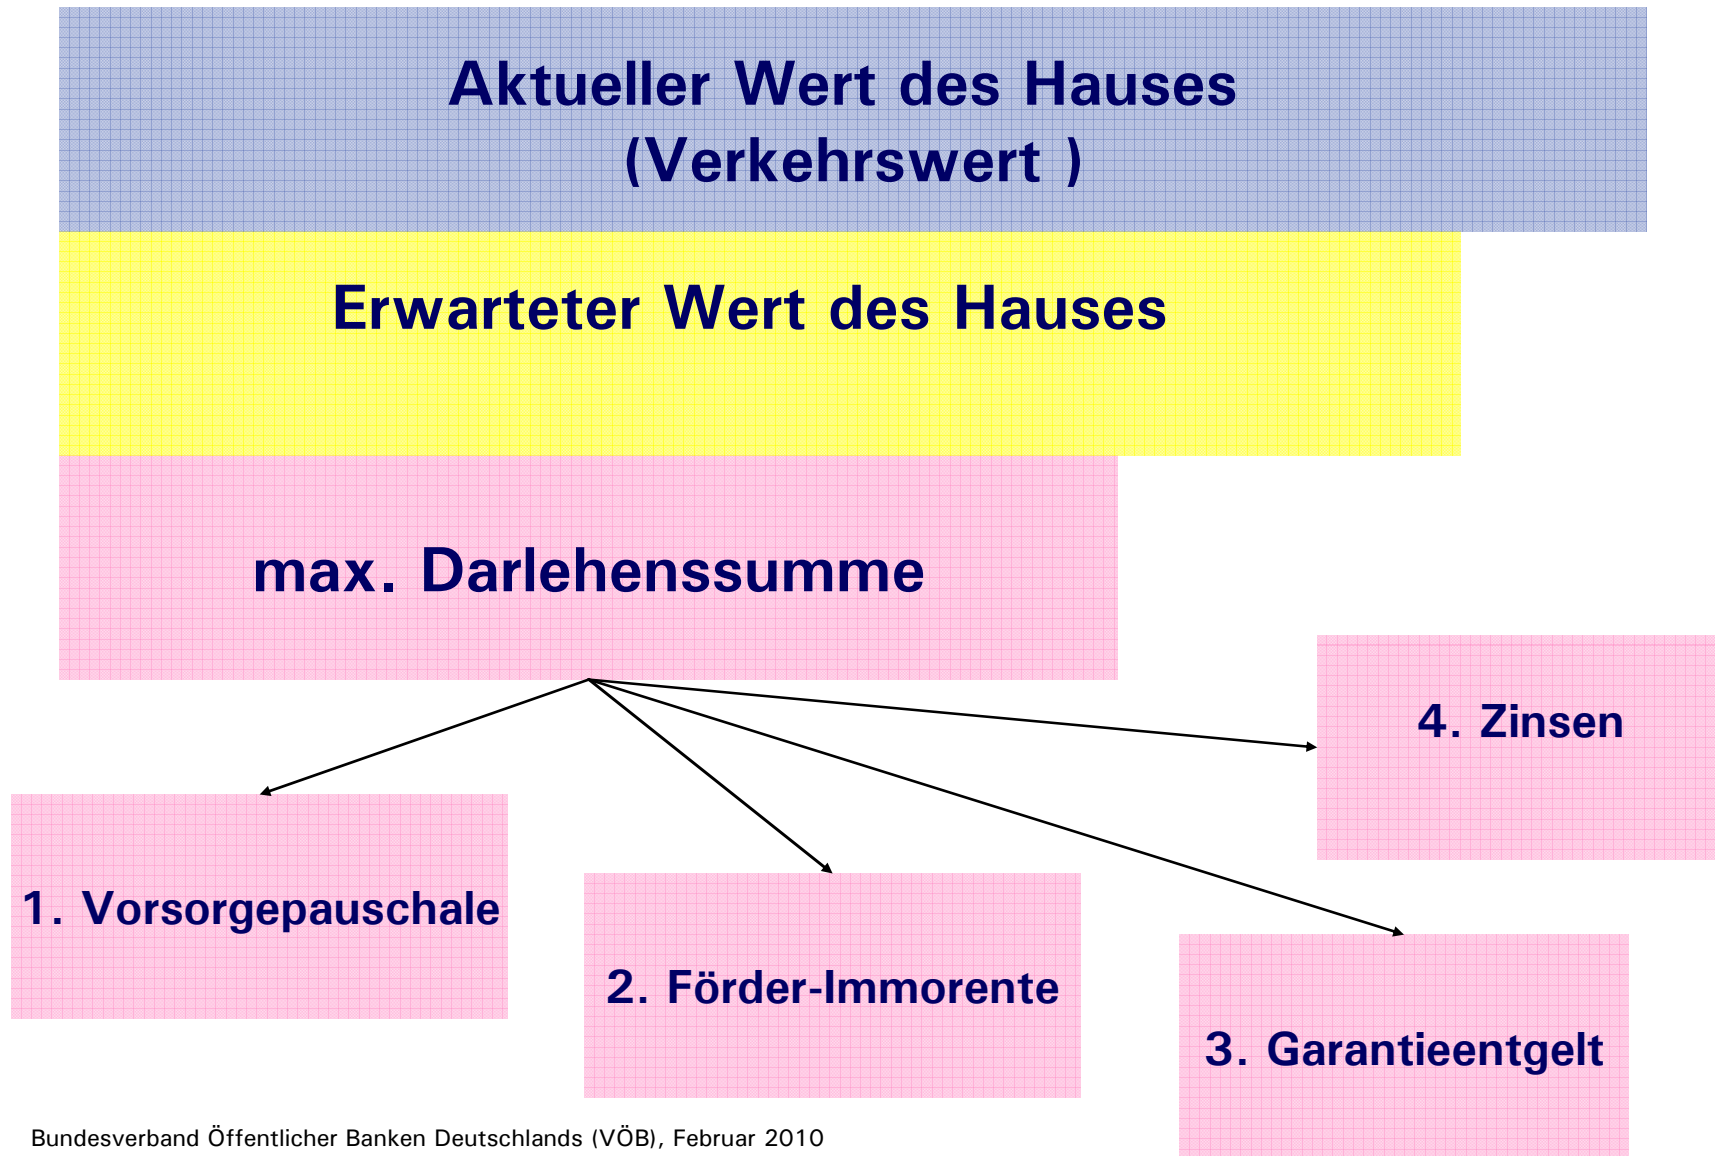 Aktueller Wert des Hauses
(Verkehrswert )
Erwarteter Wert des Hauses
max. Darlehenssumme
4. Zinsen
1. Vorsorgepauschale
2. Förder-Immorente
3. Garantieentgelt
Bundesverband Öffentlicher Banken Deutschlands (VÖB), Februar 2010